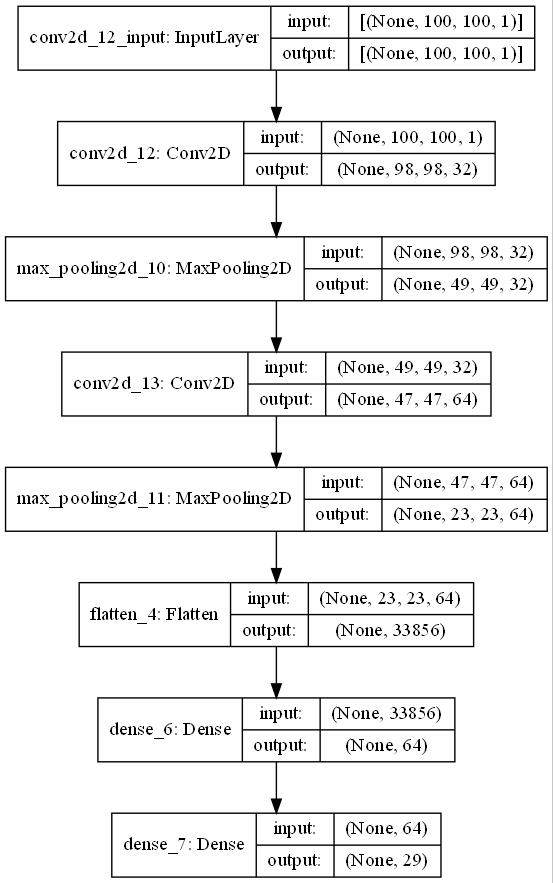 conv2d_12_input: InputLayer
input:
[(None, 100, 100, 1)]
output:
[(None, 100, 100, 1)]
conv2d_12: Conv2D
input:
(None, 100, 100, 1)
output:
(None, 98, 98, 32)
max_pooling2d_10: MaxPooling2D
input:
(None, 98, 98, 32)
output:
(None, 49, 49, 32)
conv2d_13: Conv2D
input:
(None, 49, 49, 32)
output:
(None, 47, 47, 64)
max_pooling2d_11: MaxPooling2D
input:
(None, 47, 47, 64)
output:
(None, 23, 23, 64)
flatten_4: Flatten
input:
(None, 23, 23, 64)
output:
(None, 33856)
dense_6: Dense
input:
(None, 33856)
output:
(None, 64)
dense_7: Dense
input:
(None, 64)
output:
(None, 29)